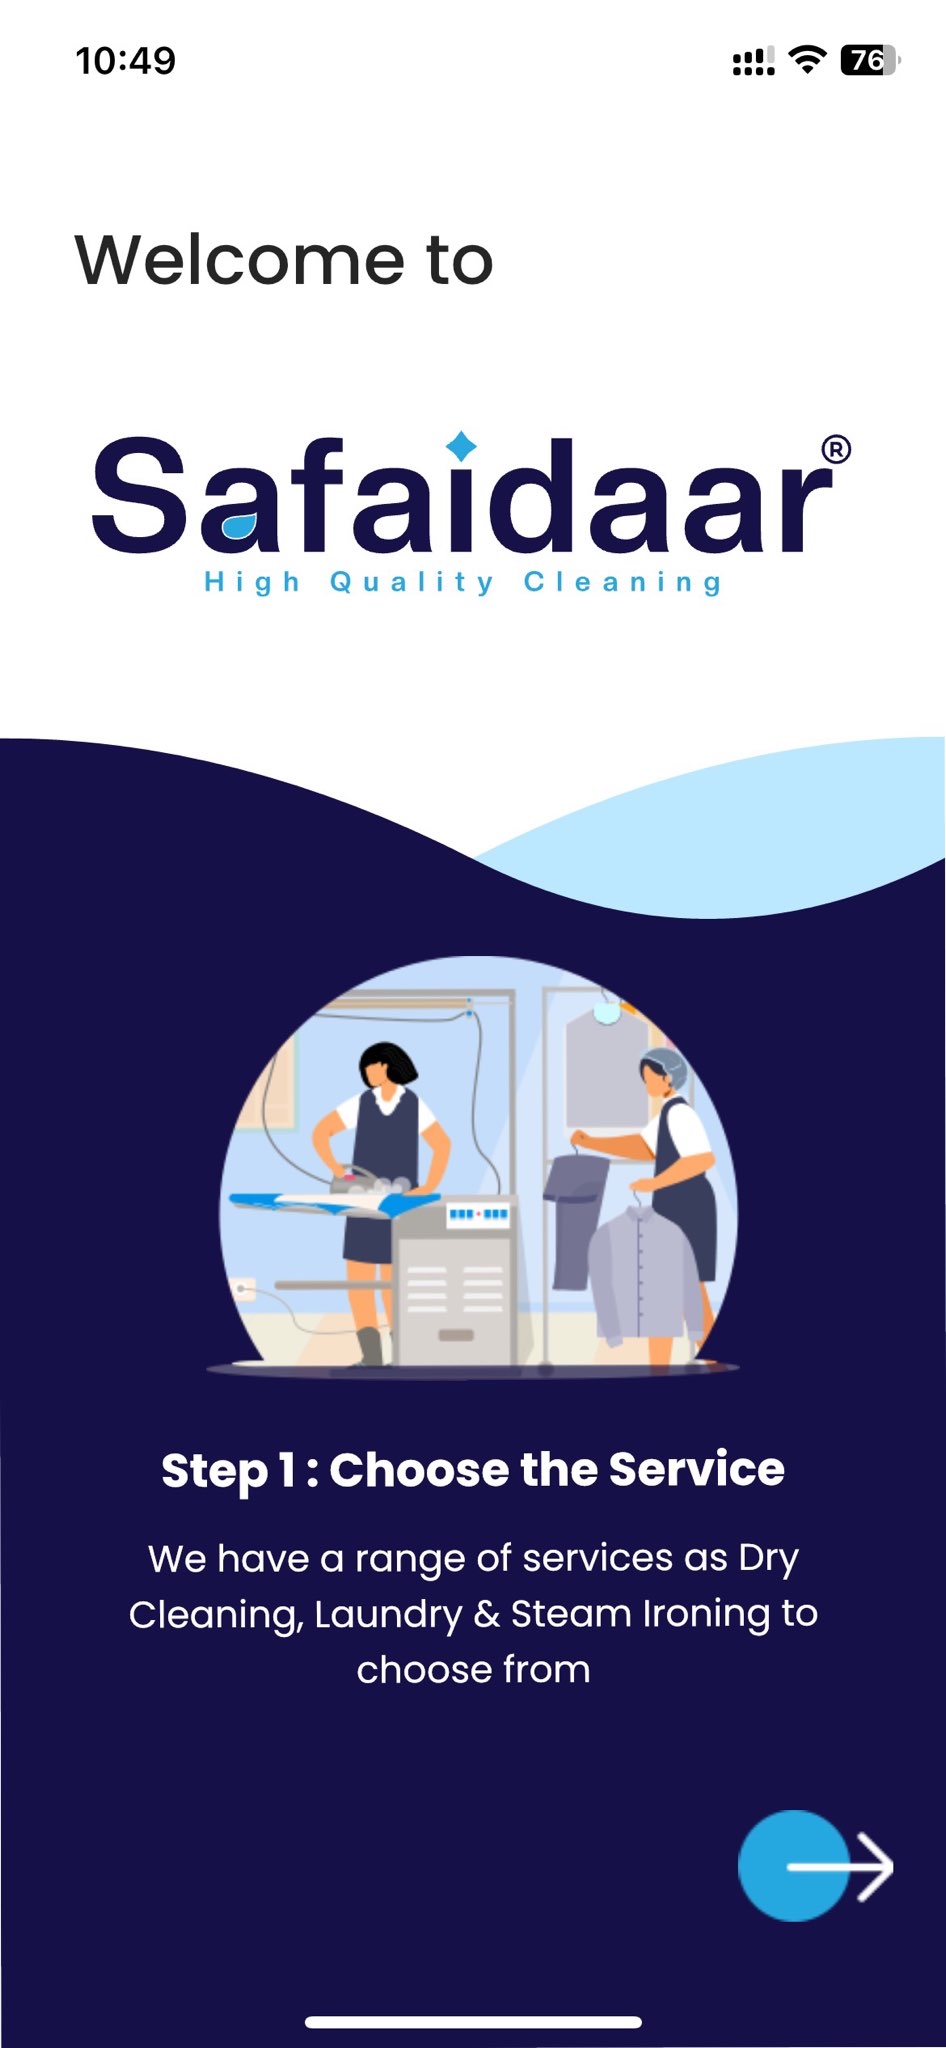 10:49
76
Welcome to
Safaidaar®
High Quality Cleaning
Step 1 : Choose the Service
We have a range of services as Dry
Cleaning, Laundry & Steam Ironing to
choose from